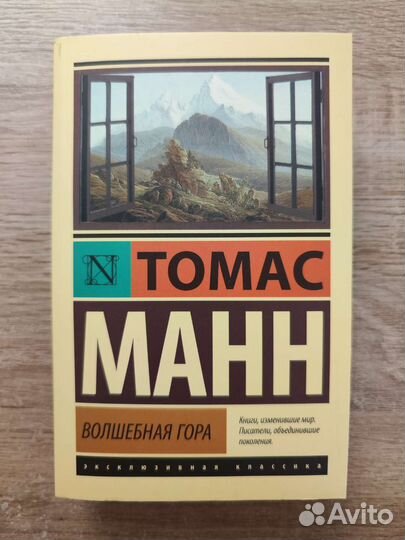 N
ТОМАС
МАНН
ВОЛШЕБНАЯ ГОРА
Книги, изменившие мир.
Писатели, объединившие
поколения.
эксклюзивная классика
Avito